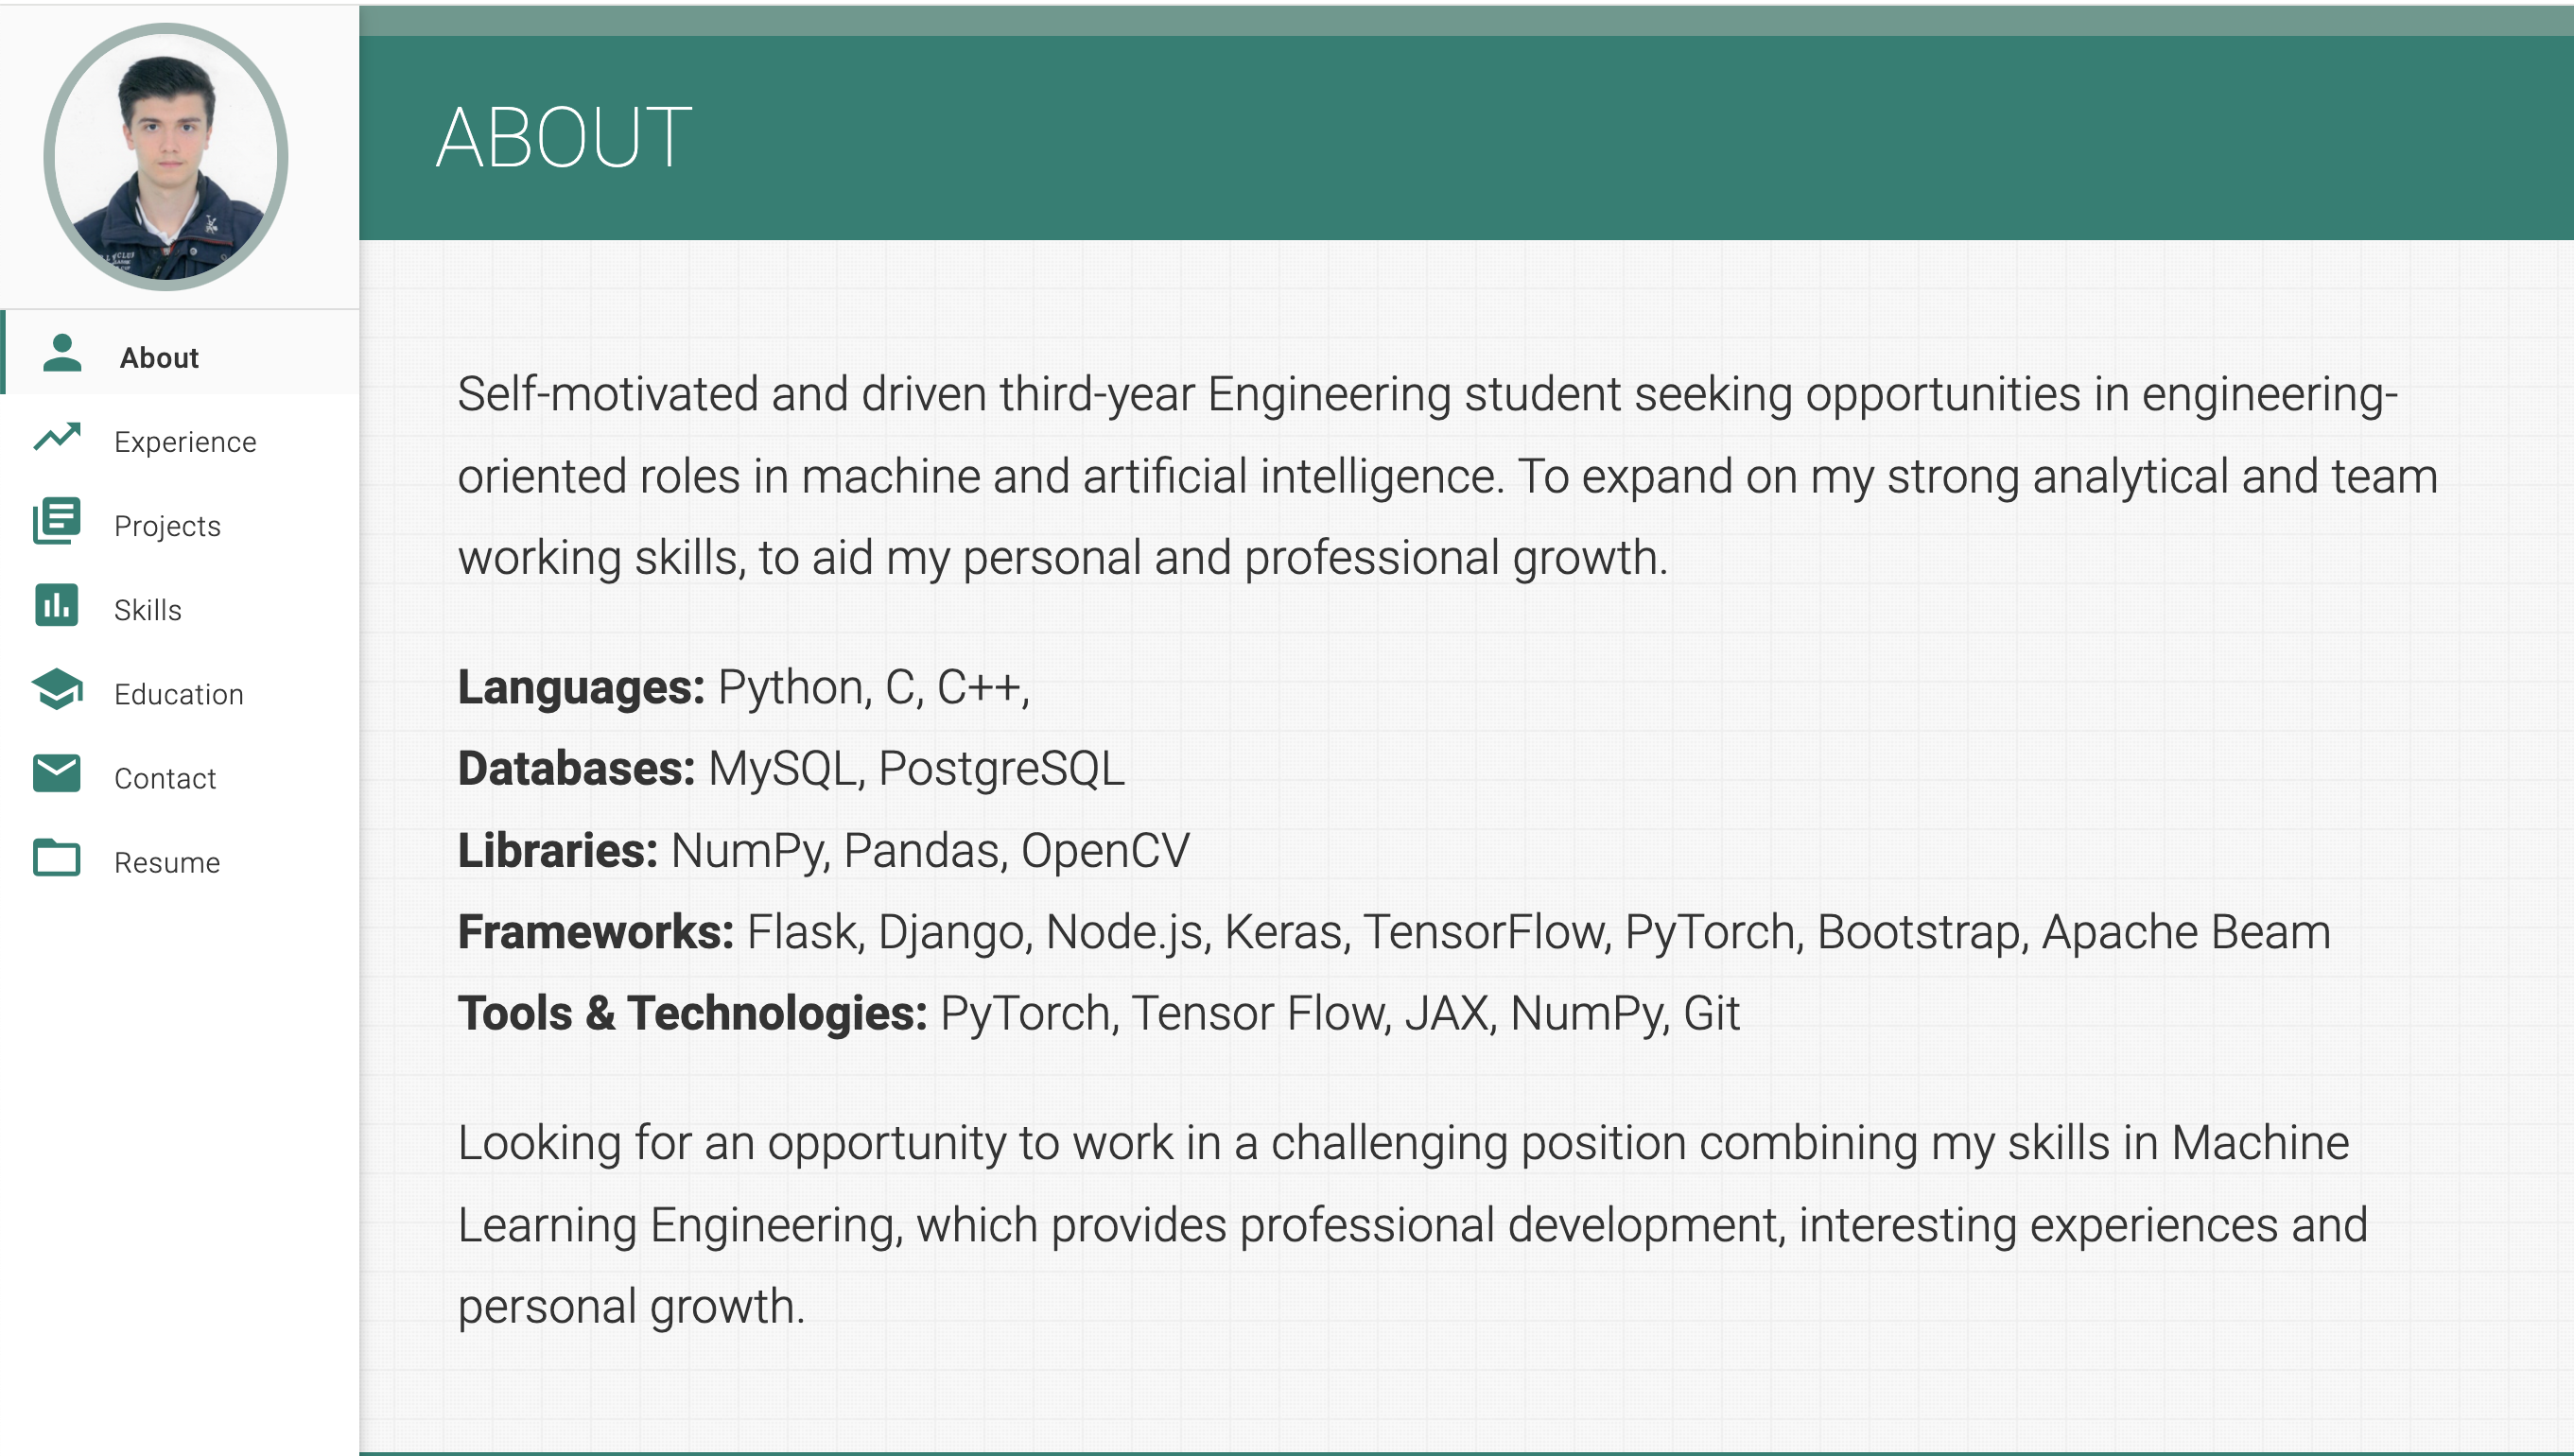 ABOUT
About
Experience
Projects
Skills
Education
Contact
Resume
Self-motivated and driven third-year Engineering student seeking opportunities in engineering-
oriented roles in machine and artificial intelligence. To expand on my strong analytical and team
working skills, to aid my personal and professional growth.
Languages: Python, C, C++,
Databases: MySQL, PostgreSQL
Libraries: NumPy, Pandas, OpenCV
Frameworks: Flask, Django, Node.js, Keras, TensorFlow, PyTorch, Bootstrap, Apache Beam
Tools & Technologies: PyTorch, Tensor Flow, JAX, NumPy, Git
Looking for an opportunity to work in a challenging position combining my skills in Machine
Learning Engineering, which provides professional development, interesting experiences and
personal growth.